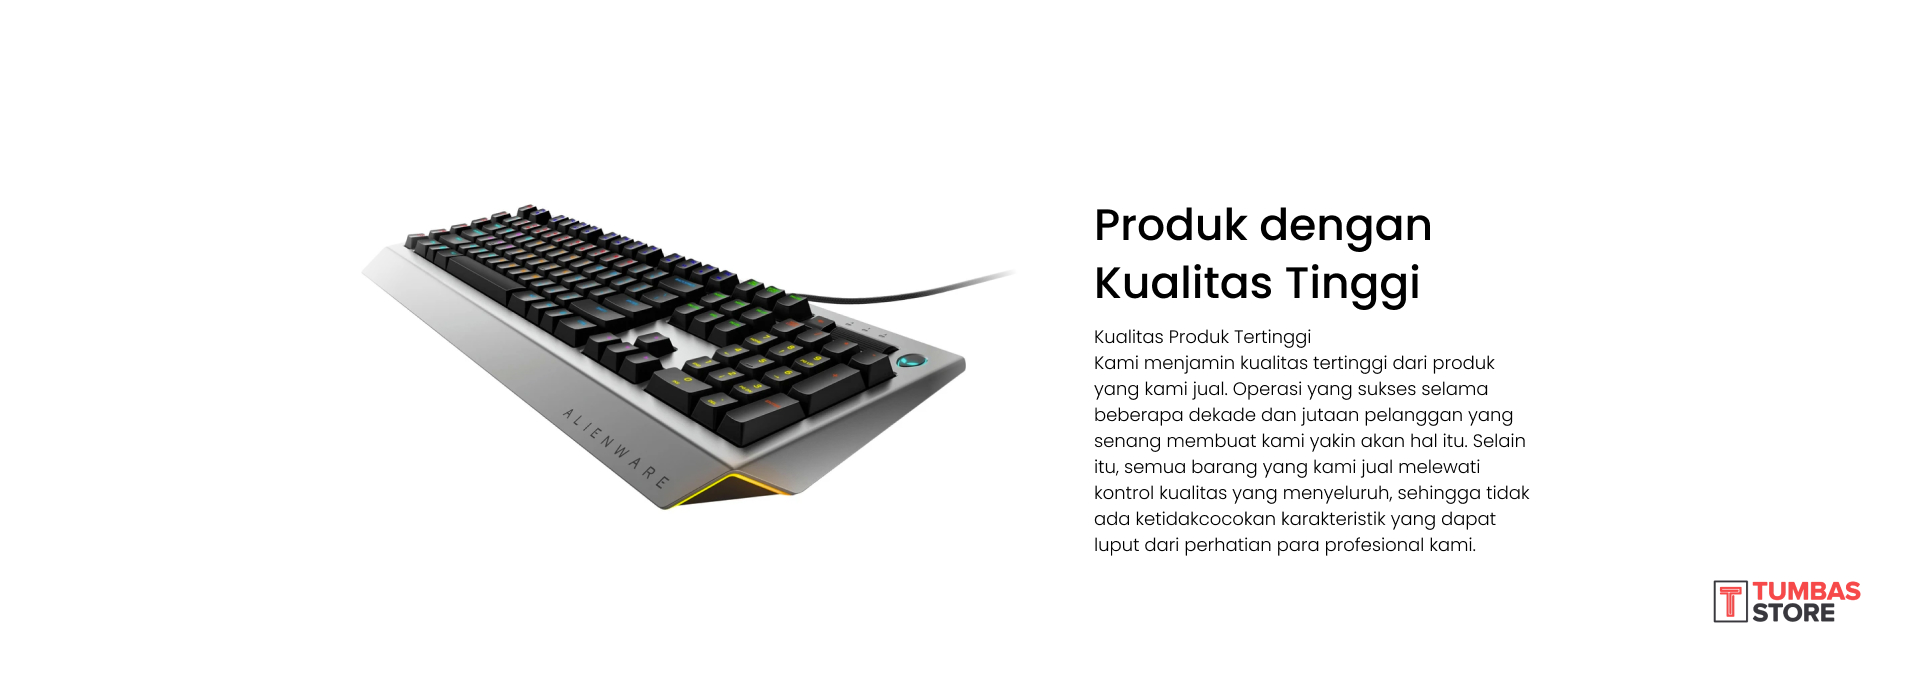 ALIENWARE
Produk dengan
Kualitas Tinggi
Kualitas Produk Tertinggi
Kami menjamin kualitas tertinggi dari produk
yang kami jual. Operasi yang sukses selama
beberapa dekade dan jutaan pelanggan yang
senang membuat kami yakin akan hal itu. Selain
itu, semua barang yang kami jual melewati
kontrol kualitas yang menyeluruh, sehingga tidak
ada ketidakcocokan karakteristik yang dapat
luput dari perhatian para profesional kami.
T TUMBAS
STORE